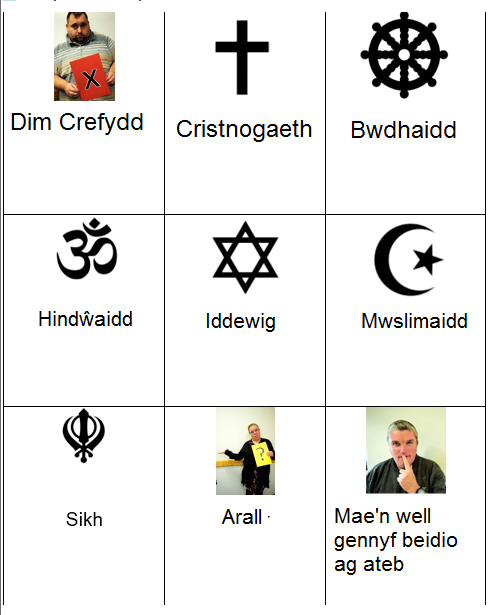 Dim Crefydd
Cristnogaeth
Bwdhaidd
Hindŵaidd
Iddewig
Mwslimaidd
Sikh
Arall
Mae'n well
gennyf beidio
ag ateb